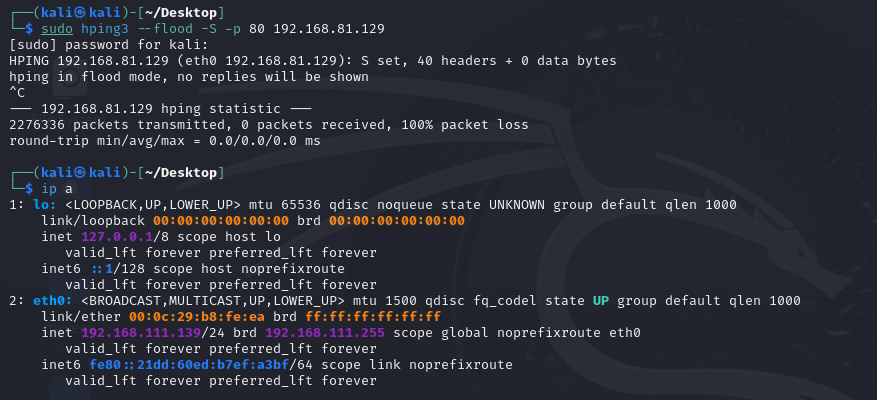 ┌──(kali㉿kali)-[~/Desktop]
└─$ sudo hping3 --flood -S -p 80 192.168.81.129
[sudo] password for kali:
HPING 192.168.81.129 (eth0 192.168.81.129): S set, 40 headers + 0 data bytes
hping in flood mode, no replies will be shown
^C
--- 192.168.81.129 hping statistic ---
2276336 packets transmitted, 0 packets received, 100% packet loss
round-trip min/avg/max = 0.0/0.0/0.0 ms
┌──(kali㉿kali)-[~/Desktop]
└─$ ip a
1: lo: <LOOPBACK,UP,LOWER_UP> mtu 65536 qdisc noqueue state UNKNOWN group default qlen 1000
    link/loopback 00:00:00:00:00:00 brd 00:00:00:00:00:00
    inet 127.0.0.1/8 scope host lo
       valid_lft forever preferred_lft forever
    inet6 ::1/128 scope host noprefixroute
       valid_lft forever preferred_lft forever
2: eth0: <BROADCAST,MULTICAST,UP,LOWER_UP> mtu 1500 qdisc fq_codel state UP group default qlen 1000
    link/ether 00:0c:29:b8:fe:ea brd ff:ff:ff:ff:ff:ff
    inet 192.168.111.139/24 brd 192.168.111.255 scope global noprefixroute eth0
       valid_lft forever preferred_lft forever
    inet6 fe80::21dd:60ed:b7ef:a3bf/64 scope link noprefixroute
       valid_lft forever preferred_lft forever